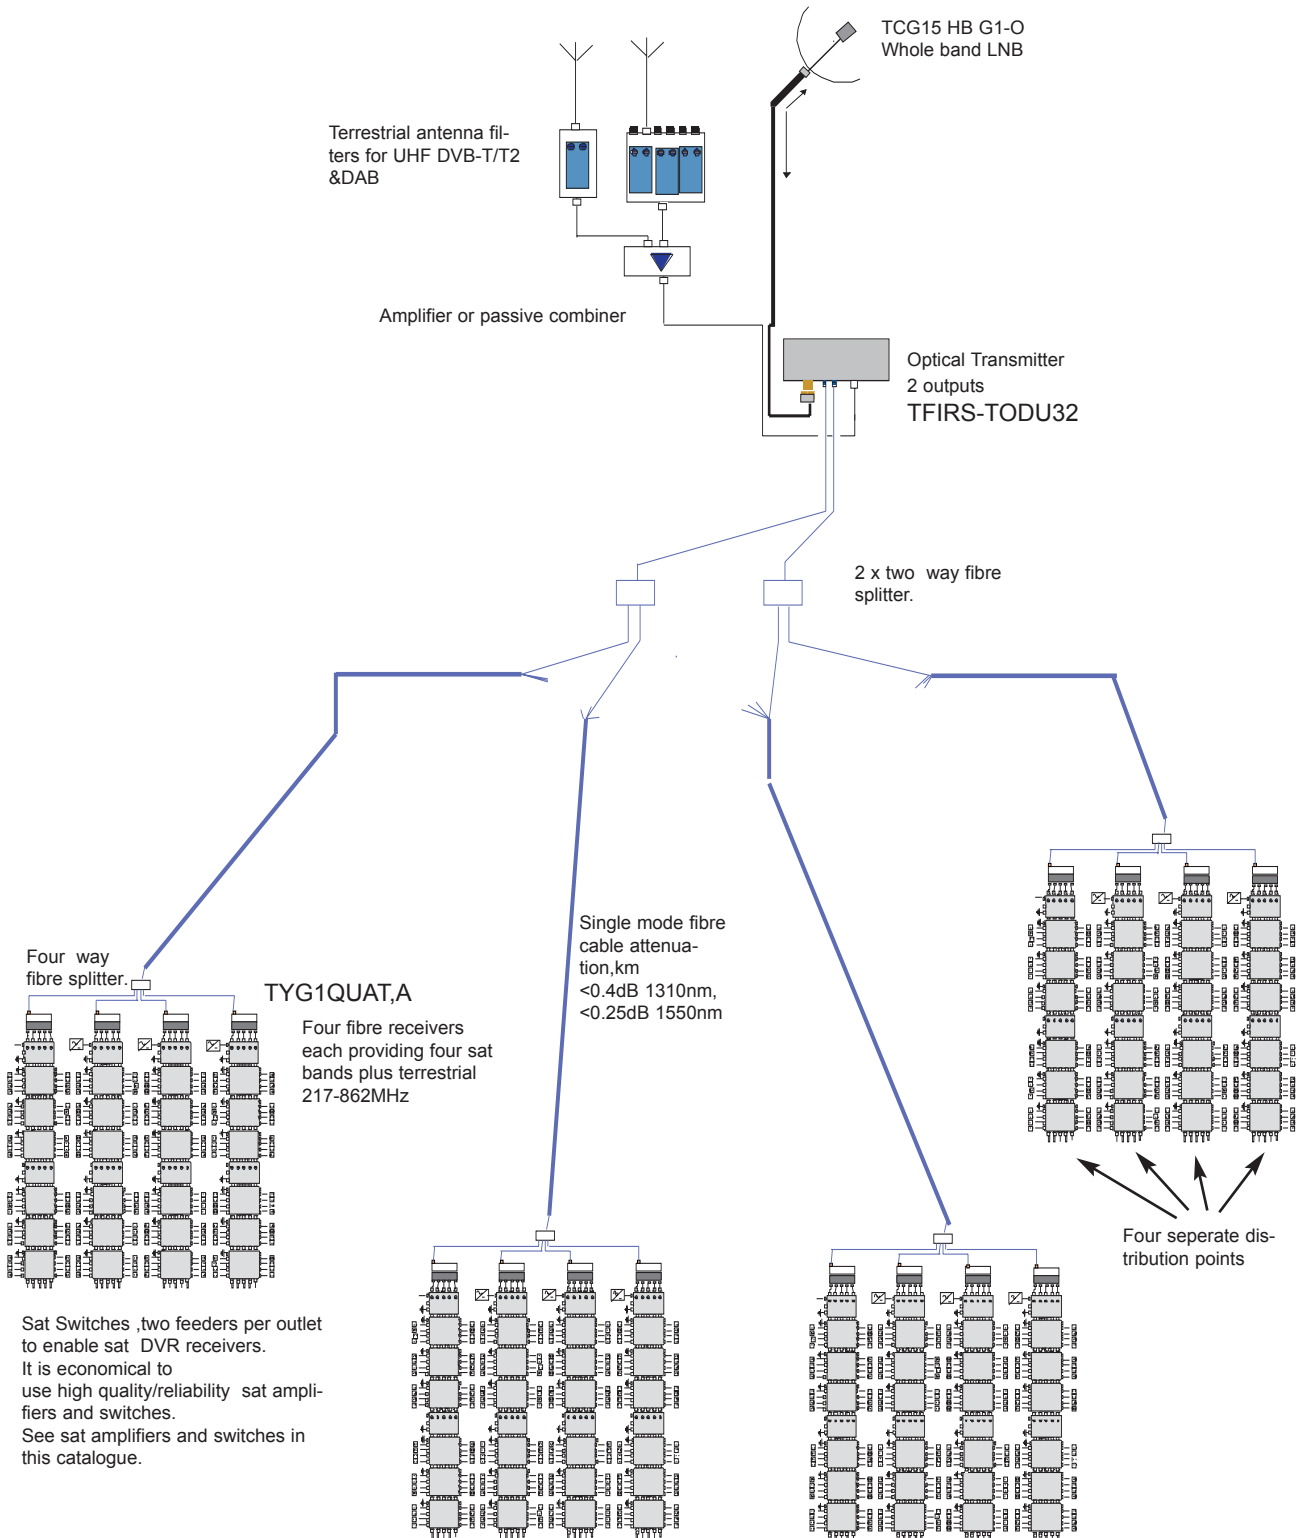 TCG15 HB G1-O
Whole band LNB
Terrestrial antenna fil-
ters for UHF DVB-T/T2
&DAB
Amplifier or passive combiner
Optical Transmitter
2 outputs
TFIRS-TODU32
2 x two  way fibre
splitter.
Single mode fibre
cable attenua-
tion,km
<0.4dB 1310nm,
<0.25dB 1550nm
Four  way
fibre splitter.
TYG1QUAT,A
Four fibre receivers
each providing four sat
bands plus terrestrial
217-862MHz
Four seperate dis-
tribution points
Sat Switches ,two feeders per outlet
to enable sat  DVR receivers.
It is economical to
use high quality/reliability  sat ampli-
fiers and switches.
See sat amplifiers and switches in
this catalogue.